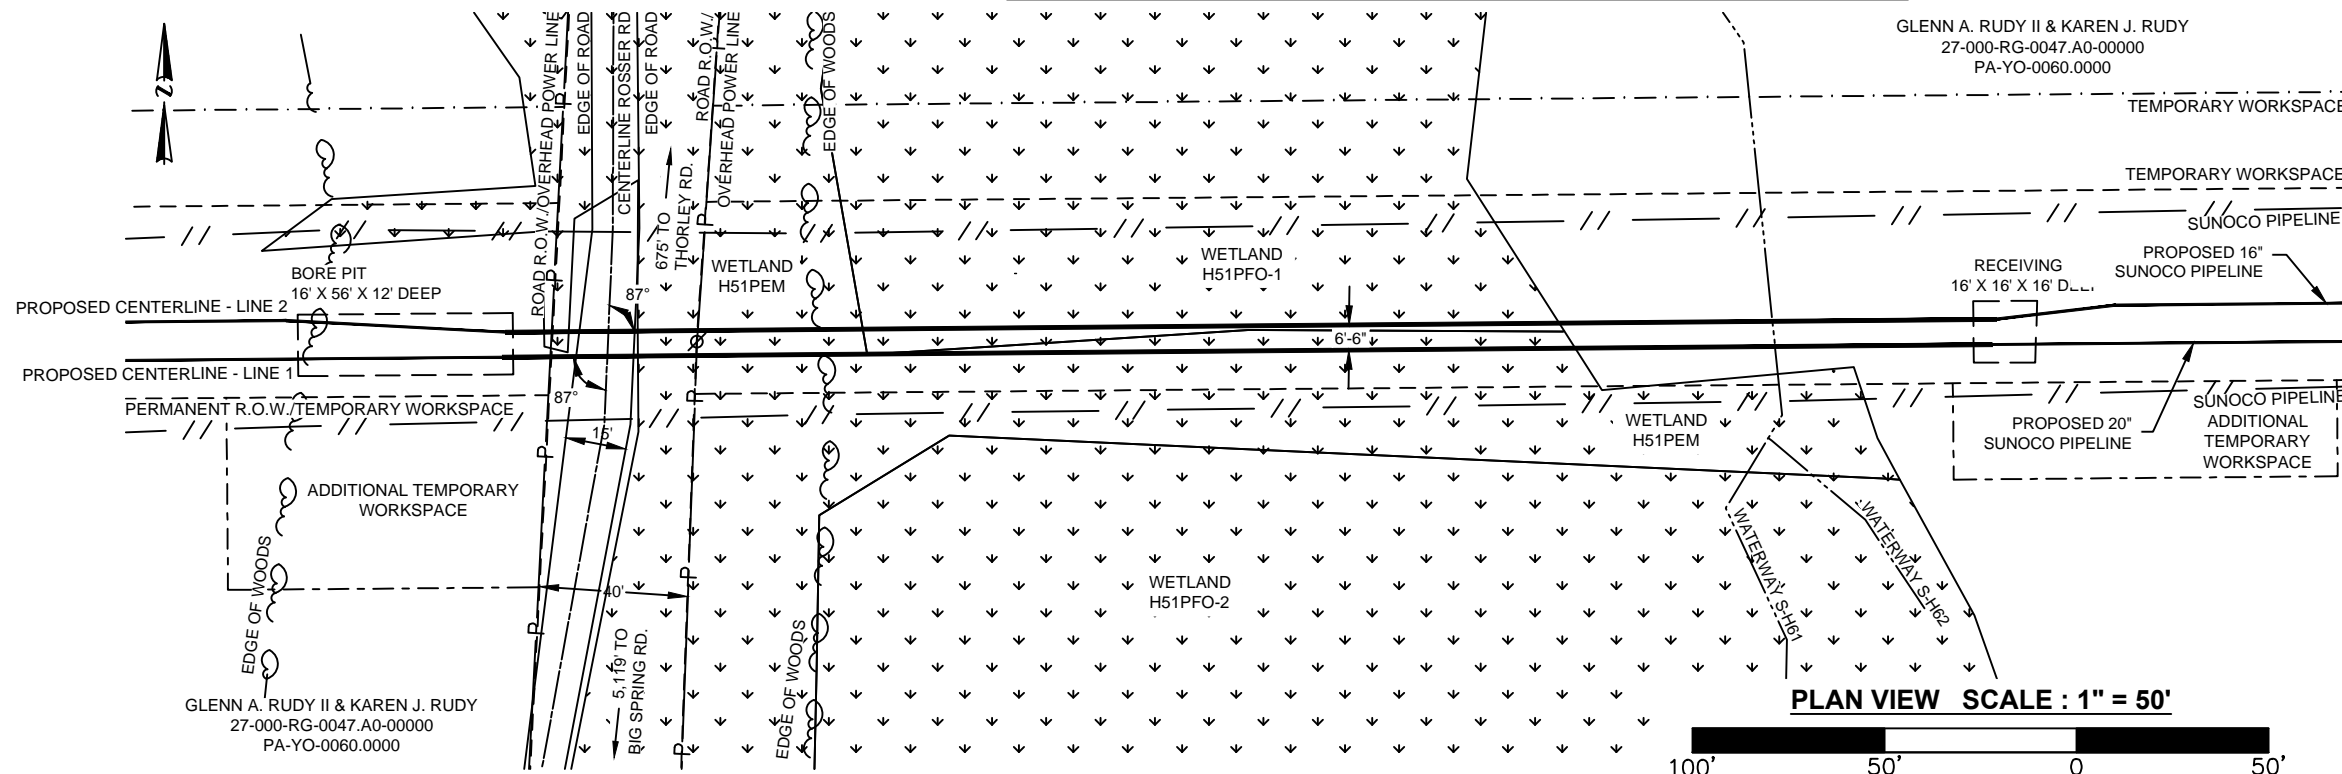 GLENN A. RUDY II & KAREN J. RUDY
27-000-RG-0047.A0-00000
PA-YO-0060.0000
N
ROAD R.O.W./OVERHEAD POWER LINE
EDGE OF ROAD
CENTERLINE ROSSER RD
EDGE OF ROAD
ROAD R.O.W./
OVERHEAD POWER LINE
EDGE OF WOODS
TEMPORARY WORKSPACE
TEMPORARY WORKSPACE
SUNOCO PIPELINE
675' TO
THORLEY RD.
WETLAND
H51PEM
WETLAND
H51PFO-1
PROPOSED 16"
SUNOCO PIPELINE
RECEIVING
16' X 16' X 16'
BORE PIT
16' X 56' X 12' DEEP
PROPOSED CENTERLINE - LINE 2
87°
6'-6"
PROPOSED CENTERLINE - LINE 1
87°
PERMANENT R.O.W./TEMPORARY WORKSPACE
15'
WETLAND
H51PEM
PROPOSED 20"
SUNOCO PIPELINE
SUNOCO PIPELINE
ADDITIONAL
TEMPORARY
WORKSPACE
ADDITIONAL TEMPORARY
WORKSPACE
EDGE OF WOODS
40'
5,119' TO
BIG SPRING RD.
EDGE OF WOODS
WETLAND
H51PFO-2
WATERWAY S-H61
WATERWAY S-H62
GLENN A. RUDY II & KAREN J. RUDY
27-000-RG-0047.A0-00000
PA-YO-0060.0000
P
P
P
P
P
P
P
P
P
PLAN VIEW SCALE : 1" = 50'
100' 50' 0 50'